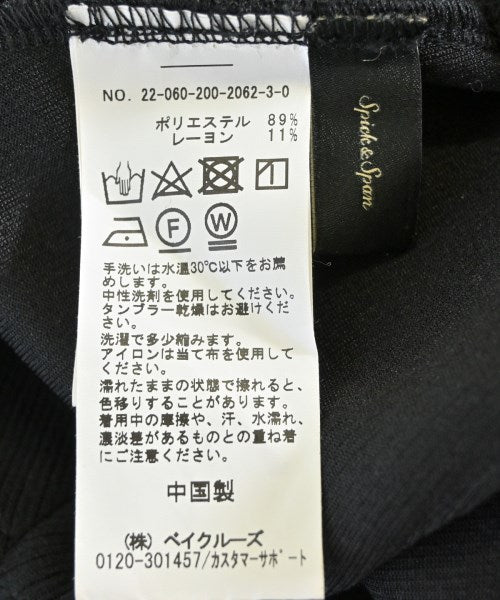 NO. 22-060-200-2062-3-0
ポリエステル 89%
レーヨン 11%
F
W
手洗いは水温30℃以下をお薦
めします。
中性洗剤を使用してください。
タンブラー乾燥はお避けくださ
い。
洗濯で多少縮みます。
アイロンは当て布を使用して
ください。
濡れたままの状態で擦れると、
色移りすることがあります。
着用中の摩擦や、汗、水濡れ、
濃淡差があるものとの重ね着
にご注意ください。
中国製
(株) ベイクルーズ
0120-301457/カスタマーサポート
Spick&Span